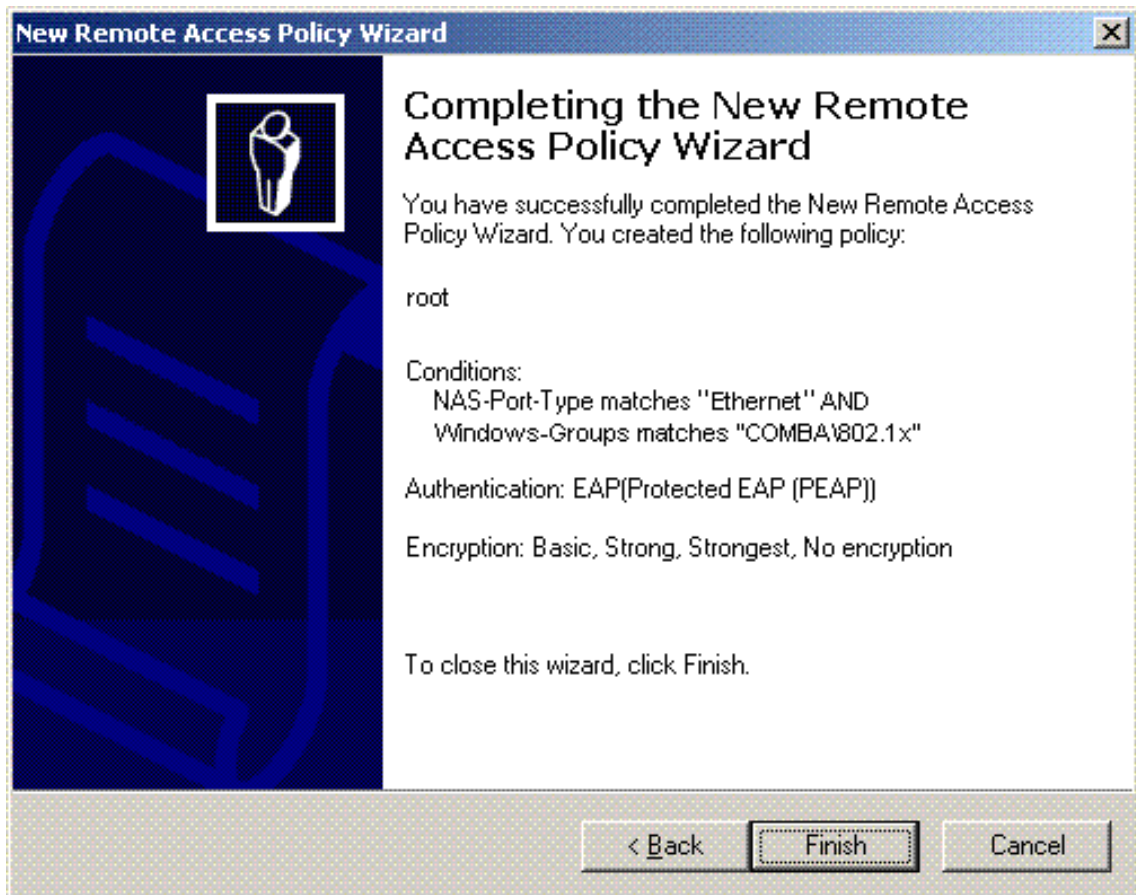 New Remote Access Policy Wizard
Completing the New Remote
Access Policy Wizard
You have successfully completed the New Remote Access
Policy Wizard. You created the following policy:
root
Conditions:
NAS-Port-Type matches "Ethernet" AND
Windows-Groups matches "COMBA\802.1x"
Authentication: EAP(Protected EAP (PEAP))
Encryption: Basic, Strong, Strongest, No encryption
To close this wizard, click Finish.
< Back
Finish
Cancel